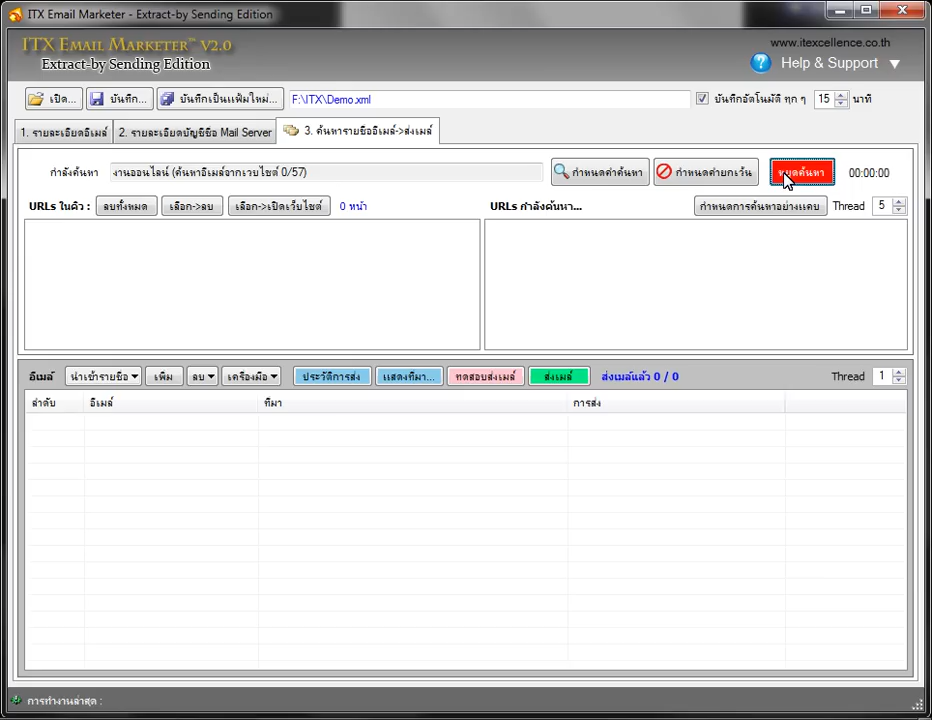 ITX Email Marketer - Extract-by Sending Edition
ITX EMAIL MARKETER™ V2.0
Extract-by Sending Edition
www.itexcellence.co.th
? Help & Support
เปิด... บันทึก... บันทึกเป็นแฟ้มใหม่... F:\ITX\Demo.xml บันทึกอัตโนมัติ ทุก ๆ 15 นาที
1. รายละเอียดอีเมล์ 2. รายละเอียดบัญชีชื่อ Mail Server 3. ค้นหารายชื่ออีเมล์->ส่งเมล์
กำลังค้นหา งานออนไลน์ (ค้นหาอีเมล์จากเวบไซต์ 0/57) กำหนดคำค้นหา กำหนดคำยกเว้น หยุดค้นหา 00:00:00
URLs ในคิว : ลบทั้งหมด เลือก->ลบ เลือก->เปิดเว็บไซต์ 0 หน้า URLs กำลังค้นหา... กำหนดการค้นหาอย่างแคบ Thread 5
อีเมล์ นำเข้ารายชื่อ เพิ่ม ลบ เครื่องมือ ประวัติการส่ง แสดงที่มา... ทดสอบส่งเมล์ ส่งเมล์ ส่งเมล์แล้ว 0 / 0 Thread 1
ลำดับ อีเมล์ ที่มา การส่ง
การทำงานล่าสุด :